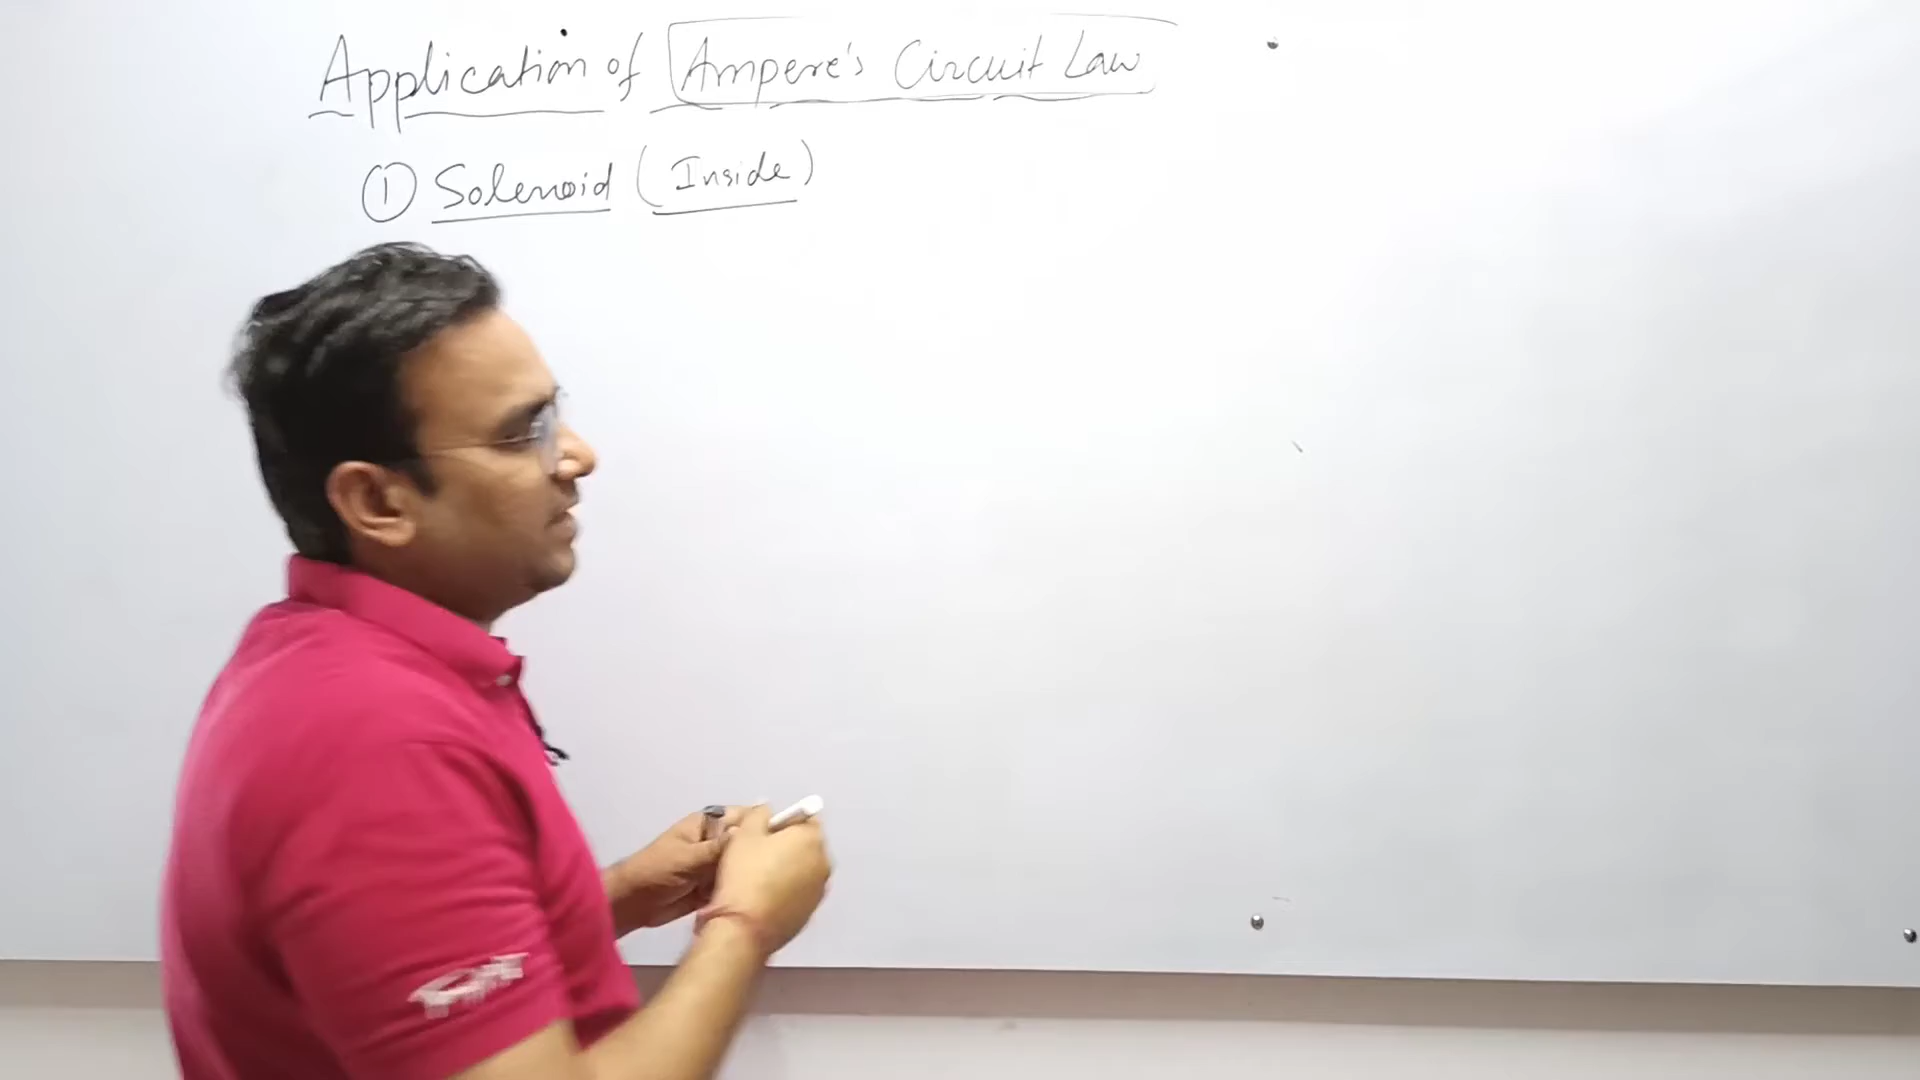 Application of Ampere's Circuit Law
① Solenoid (Inside)